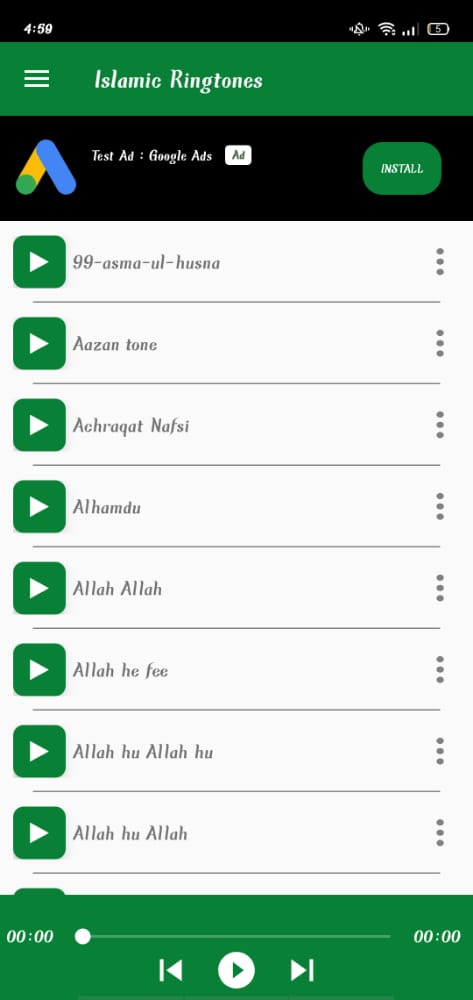 4:59
5
Islamic Ringtones
Test Ad : Google Ads Ad
INSTALL
99-asma-ul-husna
Aazan tone
Achraqat Nafsi
Alhamdu
Allah Allah
Allah he fee
Allah hu Allah hu
Allah hu Allah
00:00 00:00